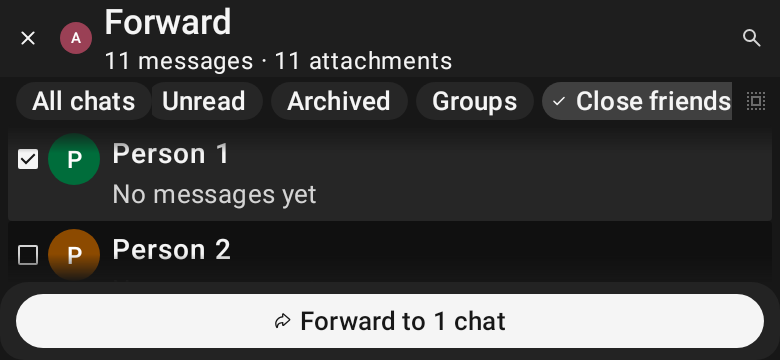 A
Forward
11 messages · 11 attachments
All chats
Unread
Archived
Groups
Close friends
P
Person 1
No messages yet
P
Person 2
Forward to 1 chat